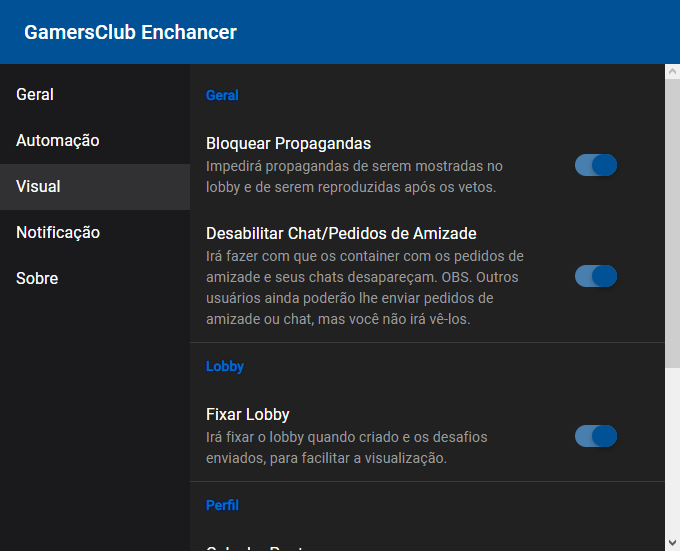 GamersClub Enchancer
Geral
Automação
Visual
Notificação
Sobre
Geral
Bloquear Propagandas
Impedirá propagandas de serem mostradas no
lobby e de serem reproduzidas após os vetos.
Desabilitar Chat/Pedidos de Amizade
Irá fazer com que os container com os pedidos de
amizade e seus chats desapareçam. OBS. Outros
usuários ainda poderão lhe enviar pedidos de
amizade ou chat, mas você não irá vê-los.
Lobby
Fixar Lobby
Irá fixar o lobby quando criado e os desafios
enviados, para facilitar a visualização.
Perfil